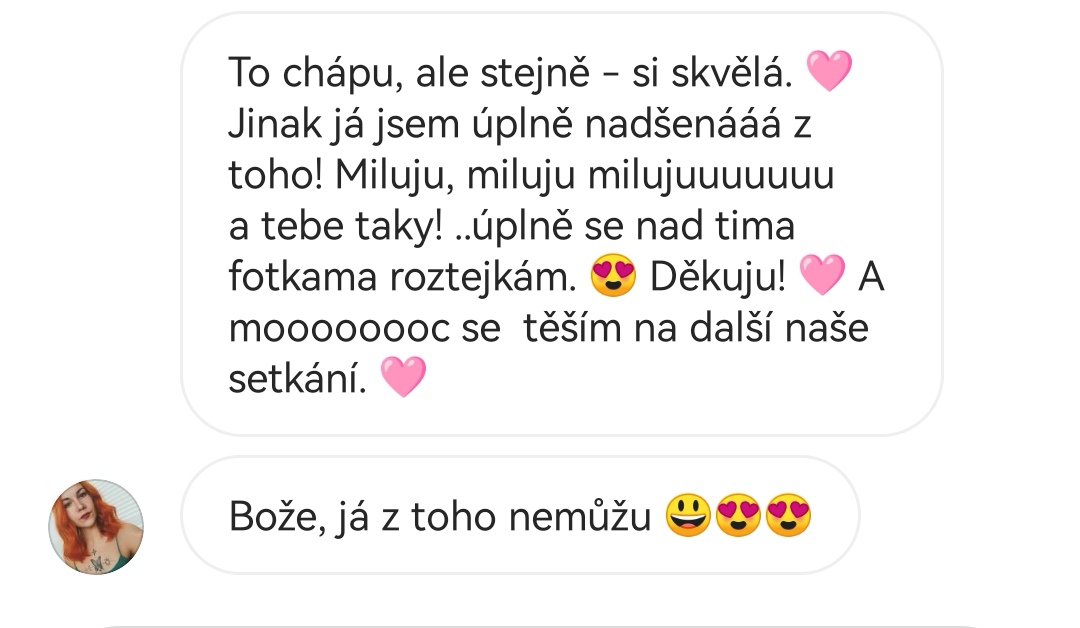 To chápu, ale stejně - si skvělá. 🩷
Jinak já jsem úplně nadšenááá z
toho! Miluju, miluju milujuuuuuuu
a tebe taky! ..úplně se nad tima
fotkama roztejkám. 😍 Děkuju! 🩷 A
moooooooc se  těším na další naše
setkání. 🩷
Bože, já z toho nemůžu 😃😍😍